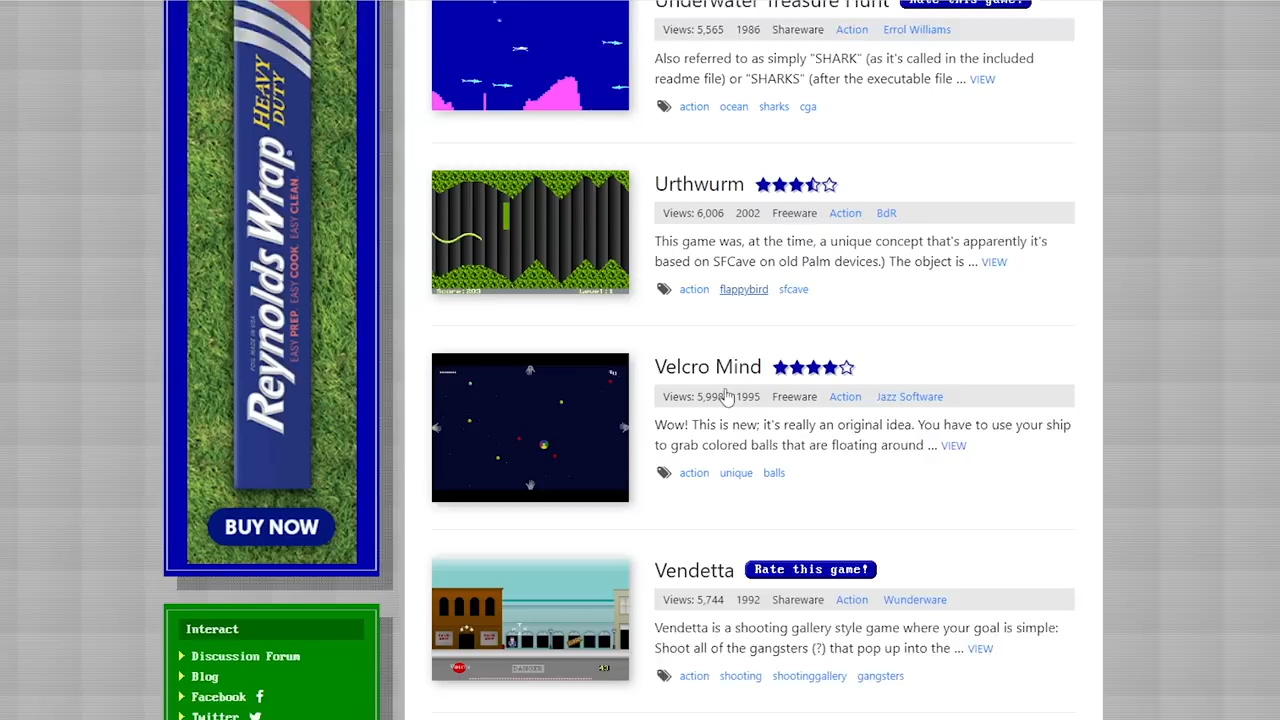 Underwater Treasure Hunt Rate this game!
Views: 5,565 1986 Shareware Action Errol Williams
Also referred to as simply "SHARK" (as it's called in the included
readme file) or "SHARKS" (after the executable file ... VIEW
action ocean sharks cga
Urthwurm
Views: 6,006 2002 Freeware Action BdR
This game was, at the time, a unique concept that's apparently it's
based on SFCave on old Palm devices.) The object is ... VIEW
action flappybird sfcave
Score:203 Level:1
Velcro Mind
Views: 5,998 1995 Freeware Action Jazz Software
Wow! This is new; it's really an original idea. You have to use your ship
to grab colored balls that are floating around ... VIEW
action unique balls
Vendetta Rate this game!
Views: 5,744 1992 Shareware Action Wunderware
Vendetta is a shooting gallery style game where your goal is simple:
Shoot all of the gangsters (?) that pop up into the ... VIEW
action shooting shootinggallery gangsters
Reynolds Wrap
HEAVY
DUTY
EASY PREP. EASY COOK. EASY CLEAN.
BUY NOW
Interact
Discussion Forum
Blog
Facebook
Twitter